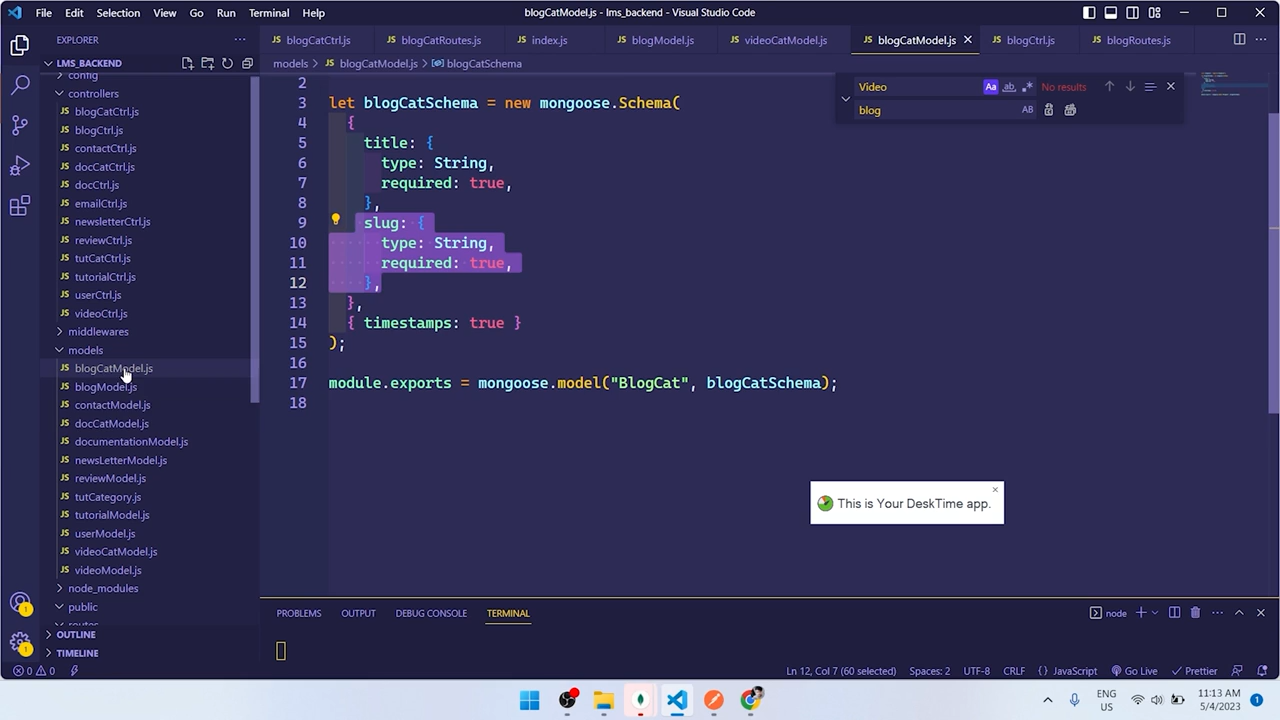 File Edit Selection View Go Run Terminal Help
blogCatModel.js - lms_backend - Visual Studio Code
EXPLORER
LMS_BACKEND
config
controllers
blogCatCtrl.js
blogCtrl.js
contactCtrl.js
docCatCtrl.js
docCtrl.js
emailCtrl.js
newsletterCtrl.js
reviewCtrl.js
tutCatCtrl.js
tutorialCtrl.js
userCtrl.js
videoCtrl.js
middlewares
models
blogCatModel.js
blogModel.js
contactModel.js
docCatModel.js
documentationModel.js
newsLetterModel.js
reviewModel.js
tutCategory.js
tutorialModel.js
userModel.js
videoCatModel.js
videoModel.js
node_modules
public
routes
OUTLINE
TIMELINE
blogCatCtrl.js blogCatRoutes.js index.js blogModel.js videoCatModel.js blogCatModel.js blogCtrl.js blogRoutes.js
models > blogCatModel.js > blogCatSchema
Video Aa ab No results
blog AB
2
3 let blogCatSchema = new mongoose.Schema(
4 {
5 title: {
6 type: String,
7 required: true,
8 },
9 slug: {
10 type: String,
11 required: true,
12 },
13 },
14 { timestamps: true }
15 );
16
17 module.exports = mongoose.model("BlogCat", blogCatSchema);
18
This is Your DeskTime app.
PROBLEMS OUTPUT DEBUG CONSOLE TERMINAL
node
0 0
Ln 12, Col 7 (60 selected) Spaces: 2 UTF-8 CRLF { } JavaScript Go Live Prettier
ENG
US
11:13 AM
5/4/2023
1